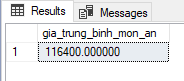 Results Messages
gia_trung_binh_mon_an
1 116400.000000